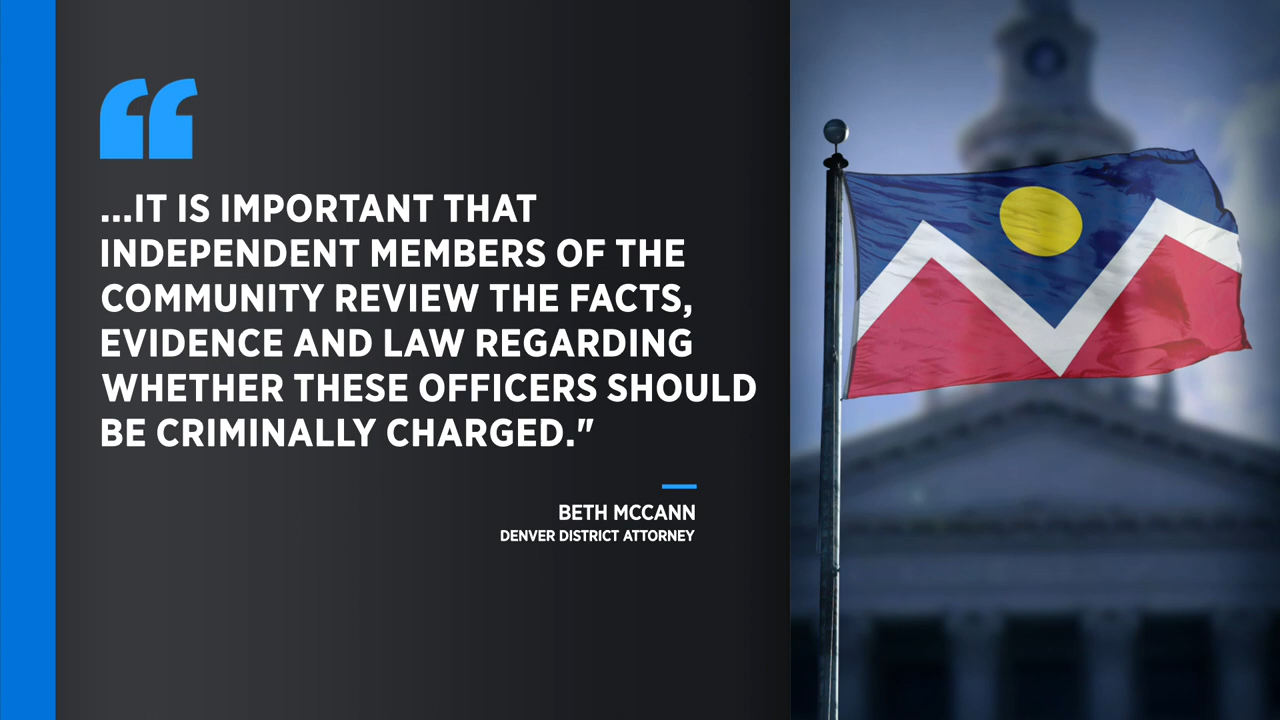 ...IT IS IMPORTANT THAT
INDEPENDENT MEMBERS OF THE
COMMUNITY REVIEW THE FACTS,
EVIDENCE AND LAW REGARDING
WHETHER THESE OFFICERS SHOULD
BE CRIMINALLY CHARGED."
BETH MCCANN
DENVER DISTRICT ATTORNEY